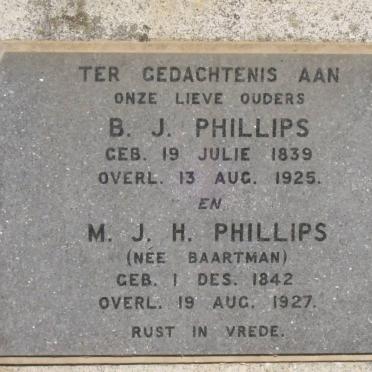 TER GEDACHTENIS AAN
ONZE LIEVE OUDERS
B. J. PHILLIPS
GEB. 19 JULIE 1839
OVERL. 13 AUG. 1925.
EN
M. J. H. PHILLIPS
(NÉE BAARTMAN)
GEB. 1 DES. 1842
OVERL. 19 AUG. 1927.
RUST IN VREDE.